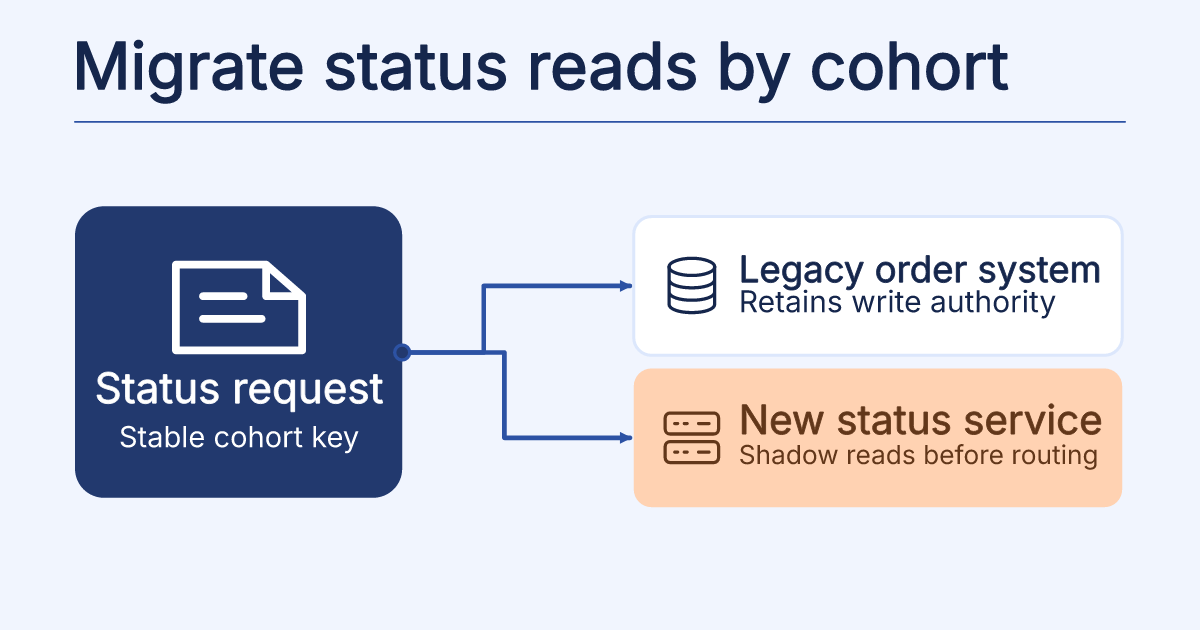 Migrate status reads by cohort
Status request
Stable cohort key
Legacy order system
Retains write authority
New status service
Shadow reads before routing